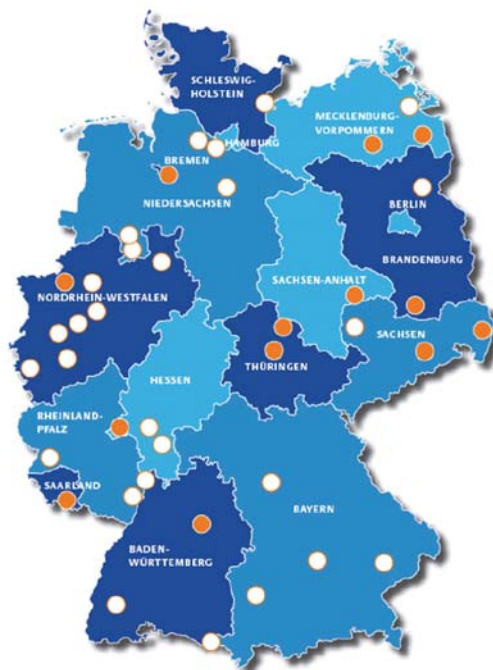 SCHLESWIG-
HOLSTEIN
MECKLENBURG-
VORPOMMERN
HAMBURG
BREMEN
NIEDERSACHSEN
BERLIN
BRANDENBURG
SACHSEN-ANHALT
NORDRHEIN-WESTFALEN
SACHSEN
THÜRINGEN
HESSEN
RHEINLAND-
PFALZ
SAARLAND
BAYERN
BADEN-
WÜRTTEMBERG